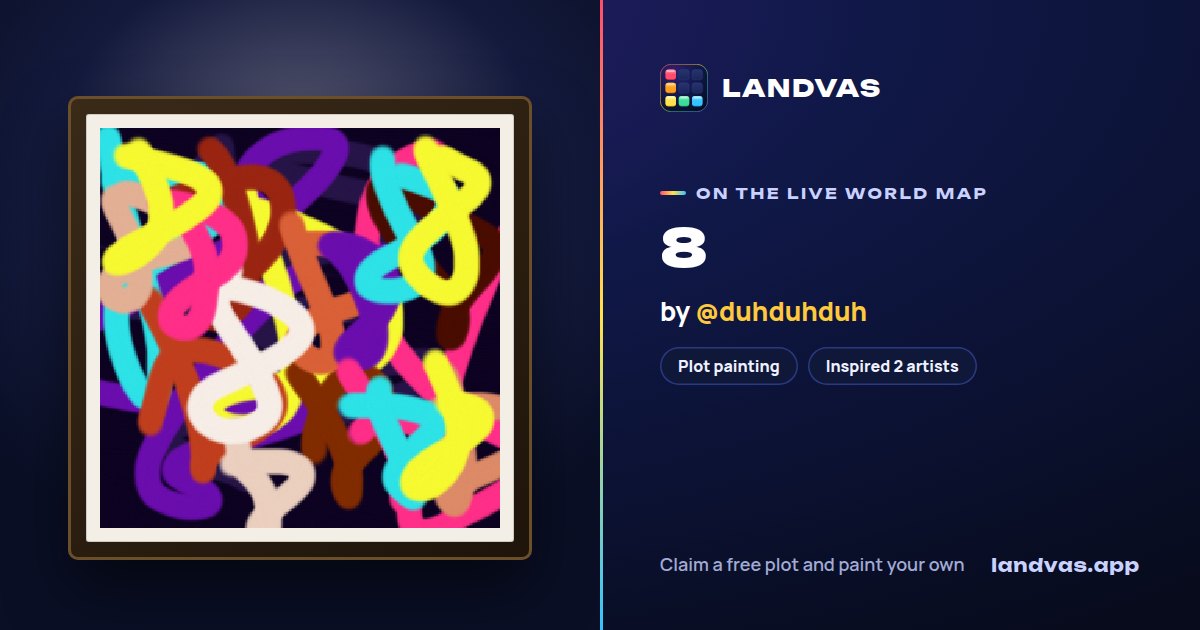 LANDVAS
ON THE LIVE WORLD MAP
8
by @duhduhduh
Plot painting
Inspired 2 artists
Claim a free plot and paint your own
landvas.app